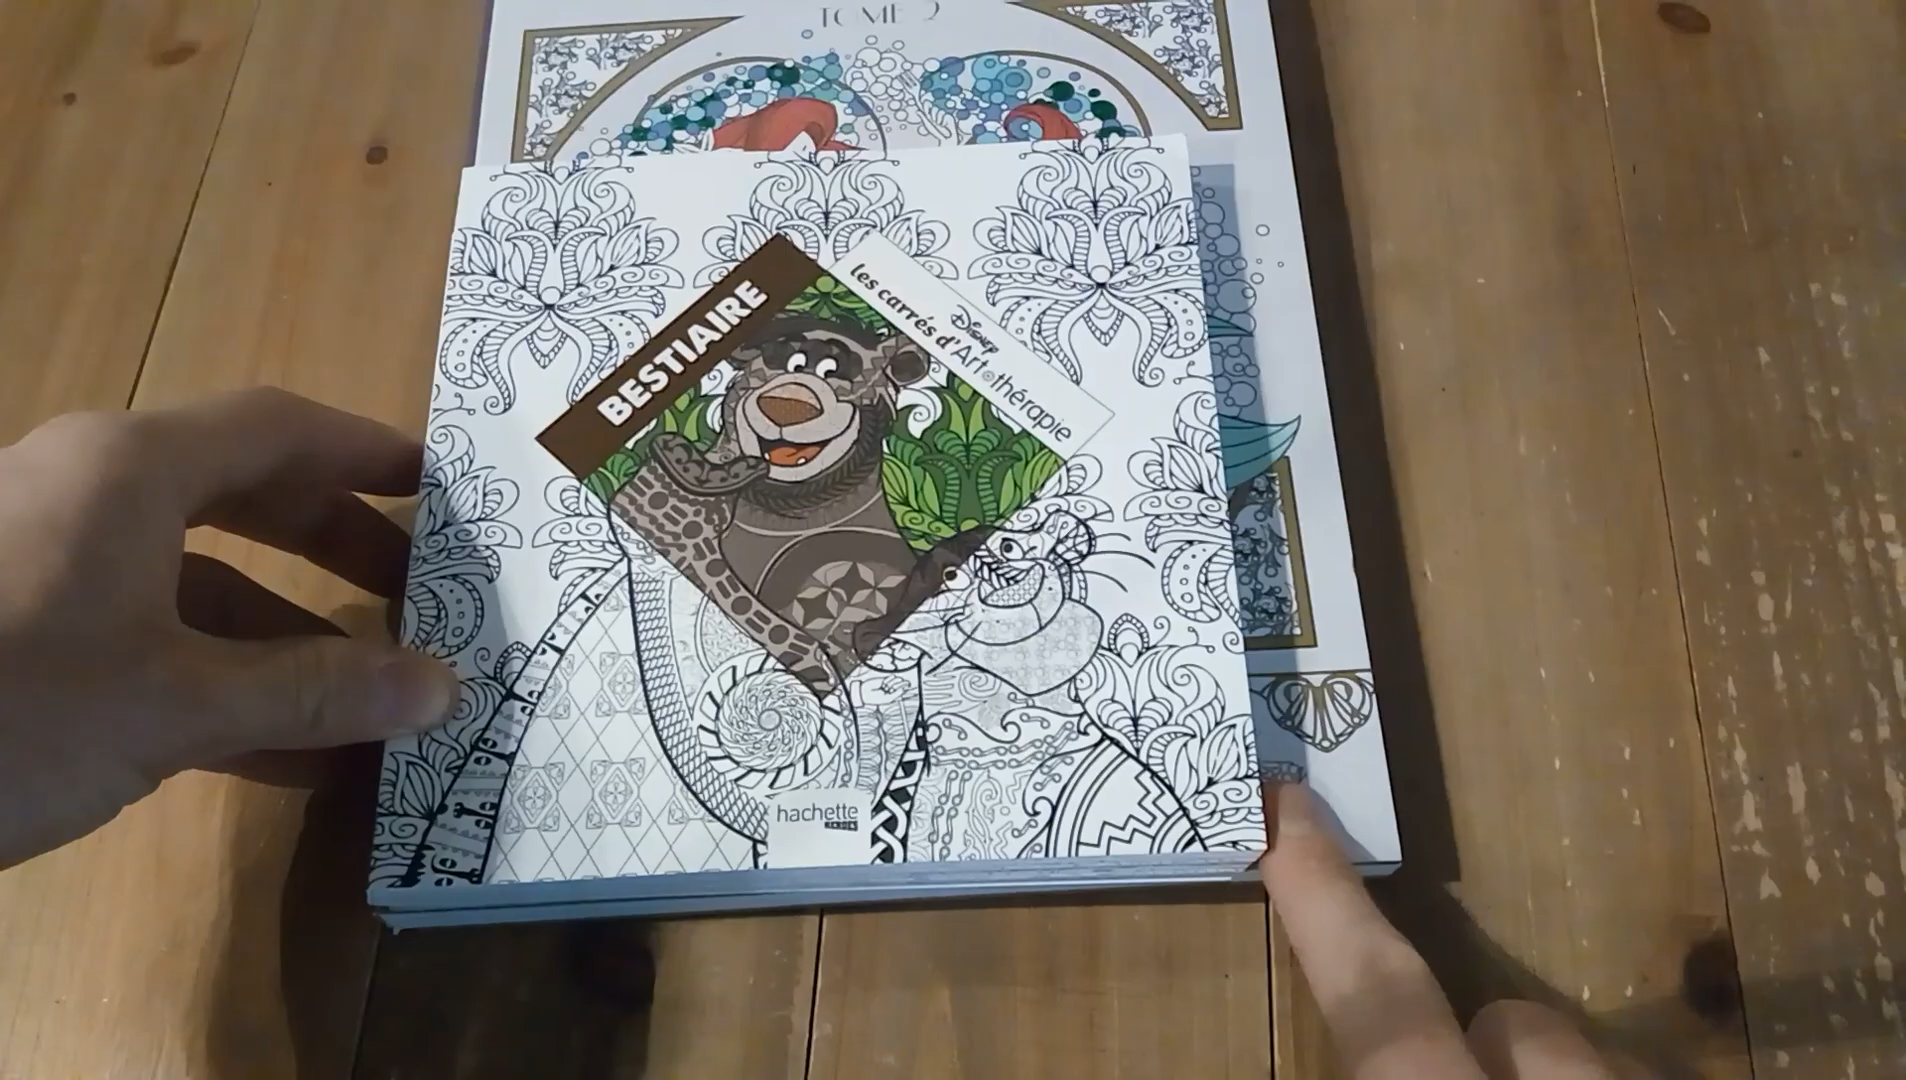 TOME 2
BESTIAIRE
DISNEY
les carrés d'Art-thérapie
hachette